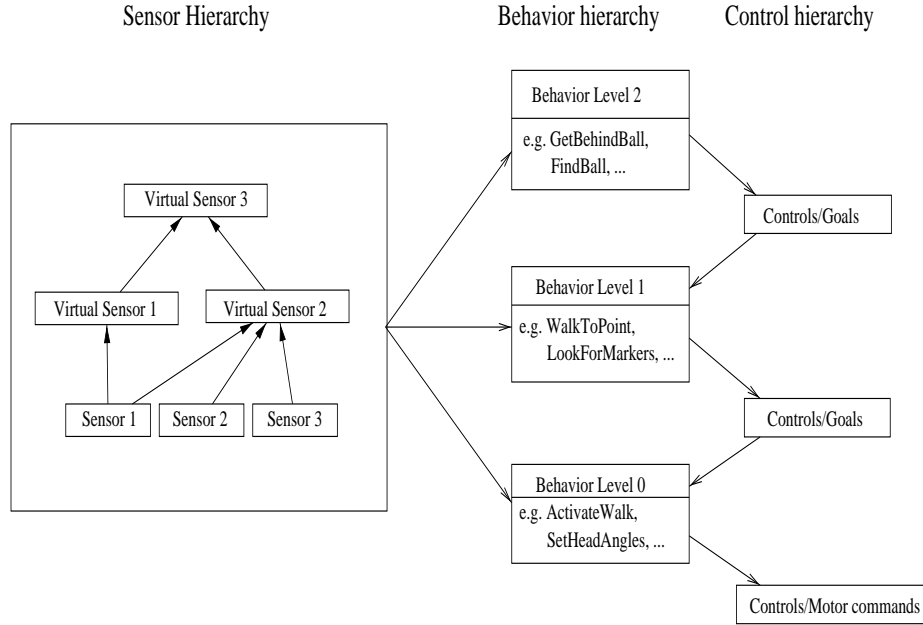 Sensor Hierarchy
Behavior hierarchy
Control hierarchy
Virtual Sensor 3
Virtual Sensor 1
Virtual Sensor 2
Sensor 1
Sensor 2
Sensor 3
Behavior Level 2
e.g. GetBehindBall,
FindBall, ...
Controls/Goals
Behavior Level 1
e.g. WalkToPoint,
LookForMarkers, ...
Controls/Goals
Behavior Level 0
e.g. ActivateWalk,
SetHeadAngles, ...
Controls/Motor commands